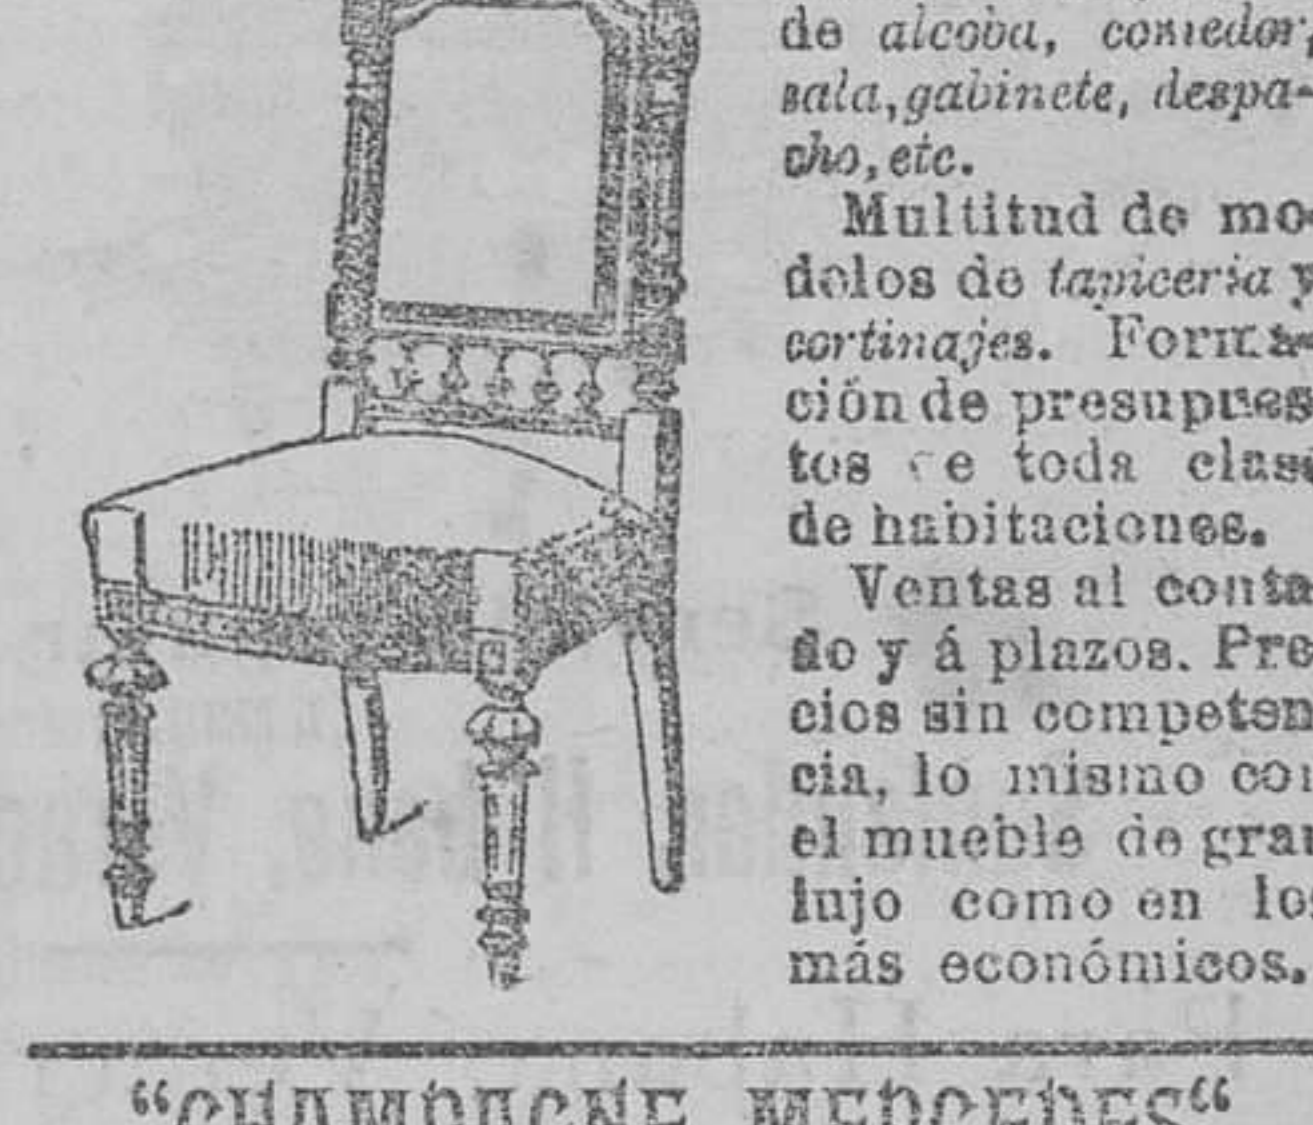 de alcoba, comedor,
sala, gabinete, despa-
cho, etc.
Multitud de mo-
delos de tapicería y
cortinajes. Forma-
ción de presupues
tos de toda clase
de habitaciones.
Ventas al conta
do y á plazos. Pre
cios sin competen
cia, lo mismo con
el mueble de gran
lujo como en los
más económicos.
“CHAMPAGNE MERCEDES“